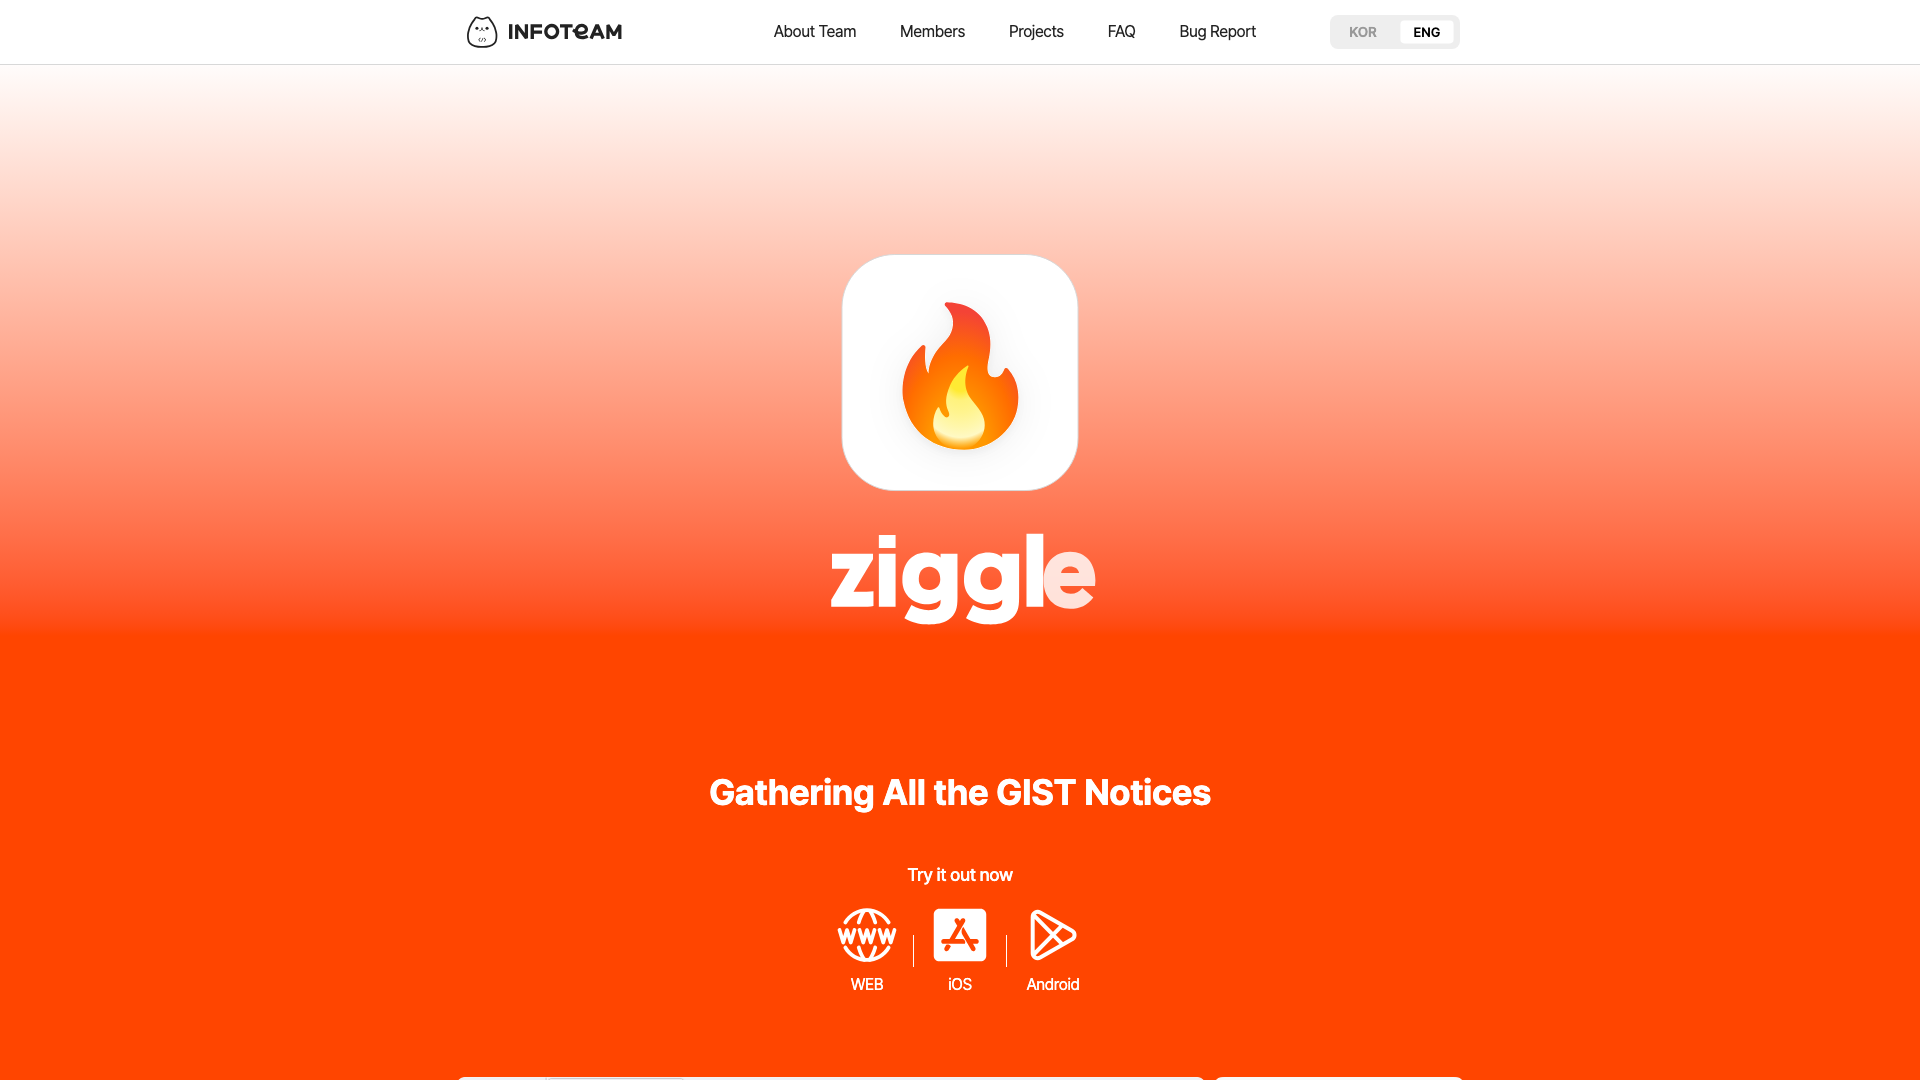 INFOTEAM
About Team
Members
Projects
FAQ
Bug Report
KOR
ENG
ziggle
Gathering All the GIST Notices
Try it out now
WWW
WEB
iOS
Android